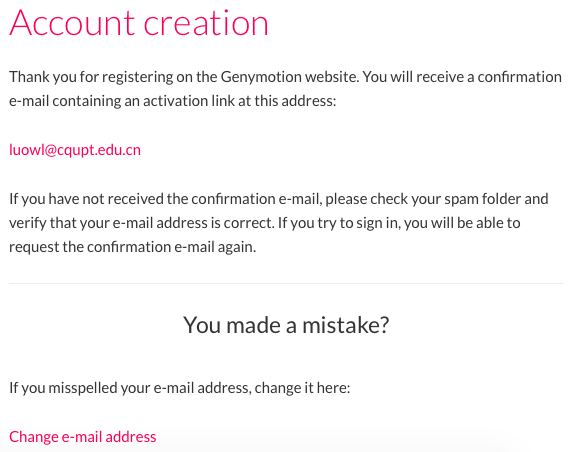 Account creation
Thank you for registering on the Genymotion website. You will receive a confirmation
e-mail containing an activation link at this address:
luowl@cqupt.edu.cn
If you have not received the confirmation e-mail, please check your spam folder and
verify that your e-mail address is correct. If you try to sign in, you will be able to
request the confirmation e-mail again.
You made a mistake?
If you misspelled your e-mail address, change it here:
Change e-mail address